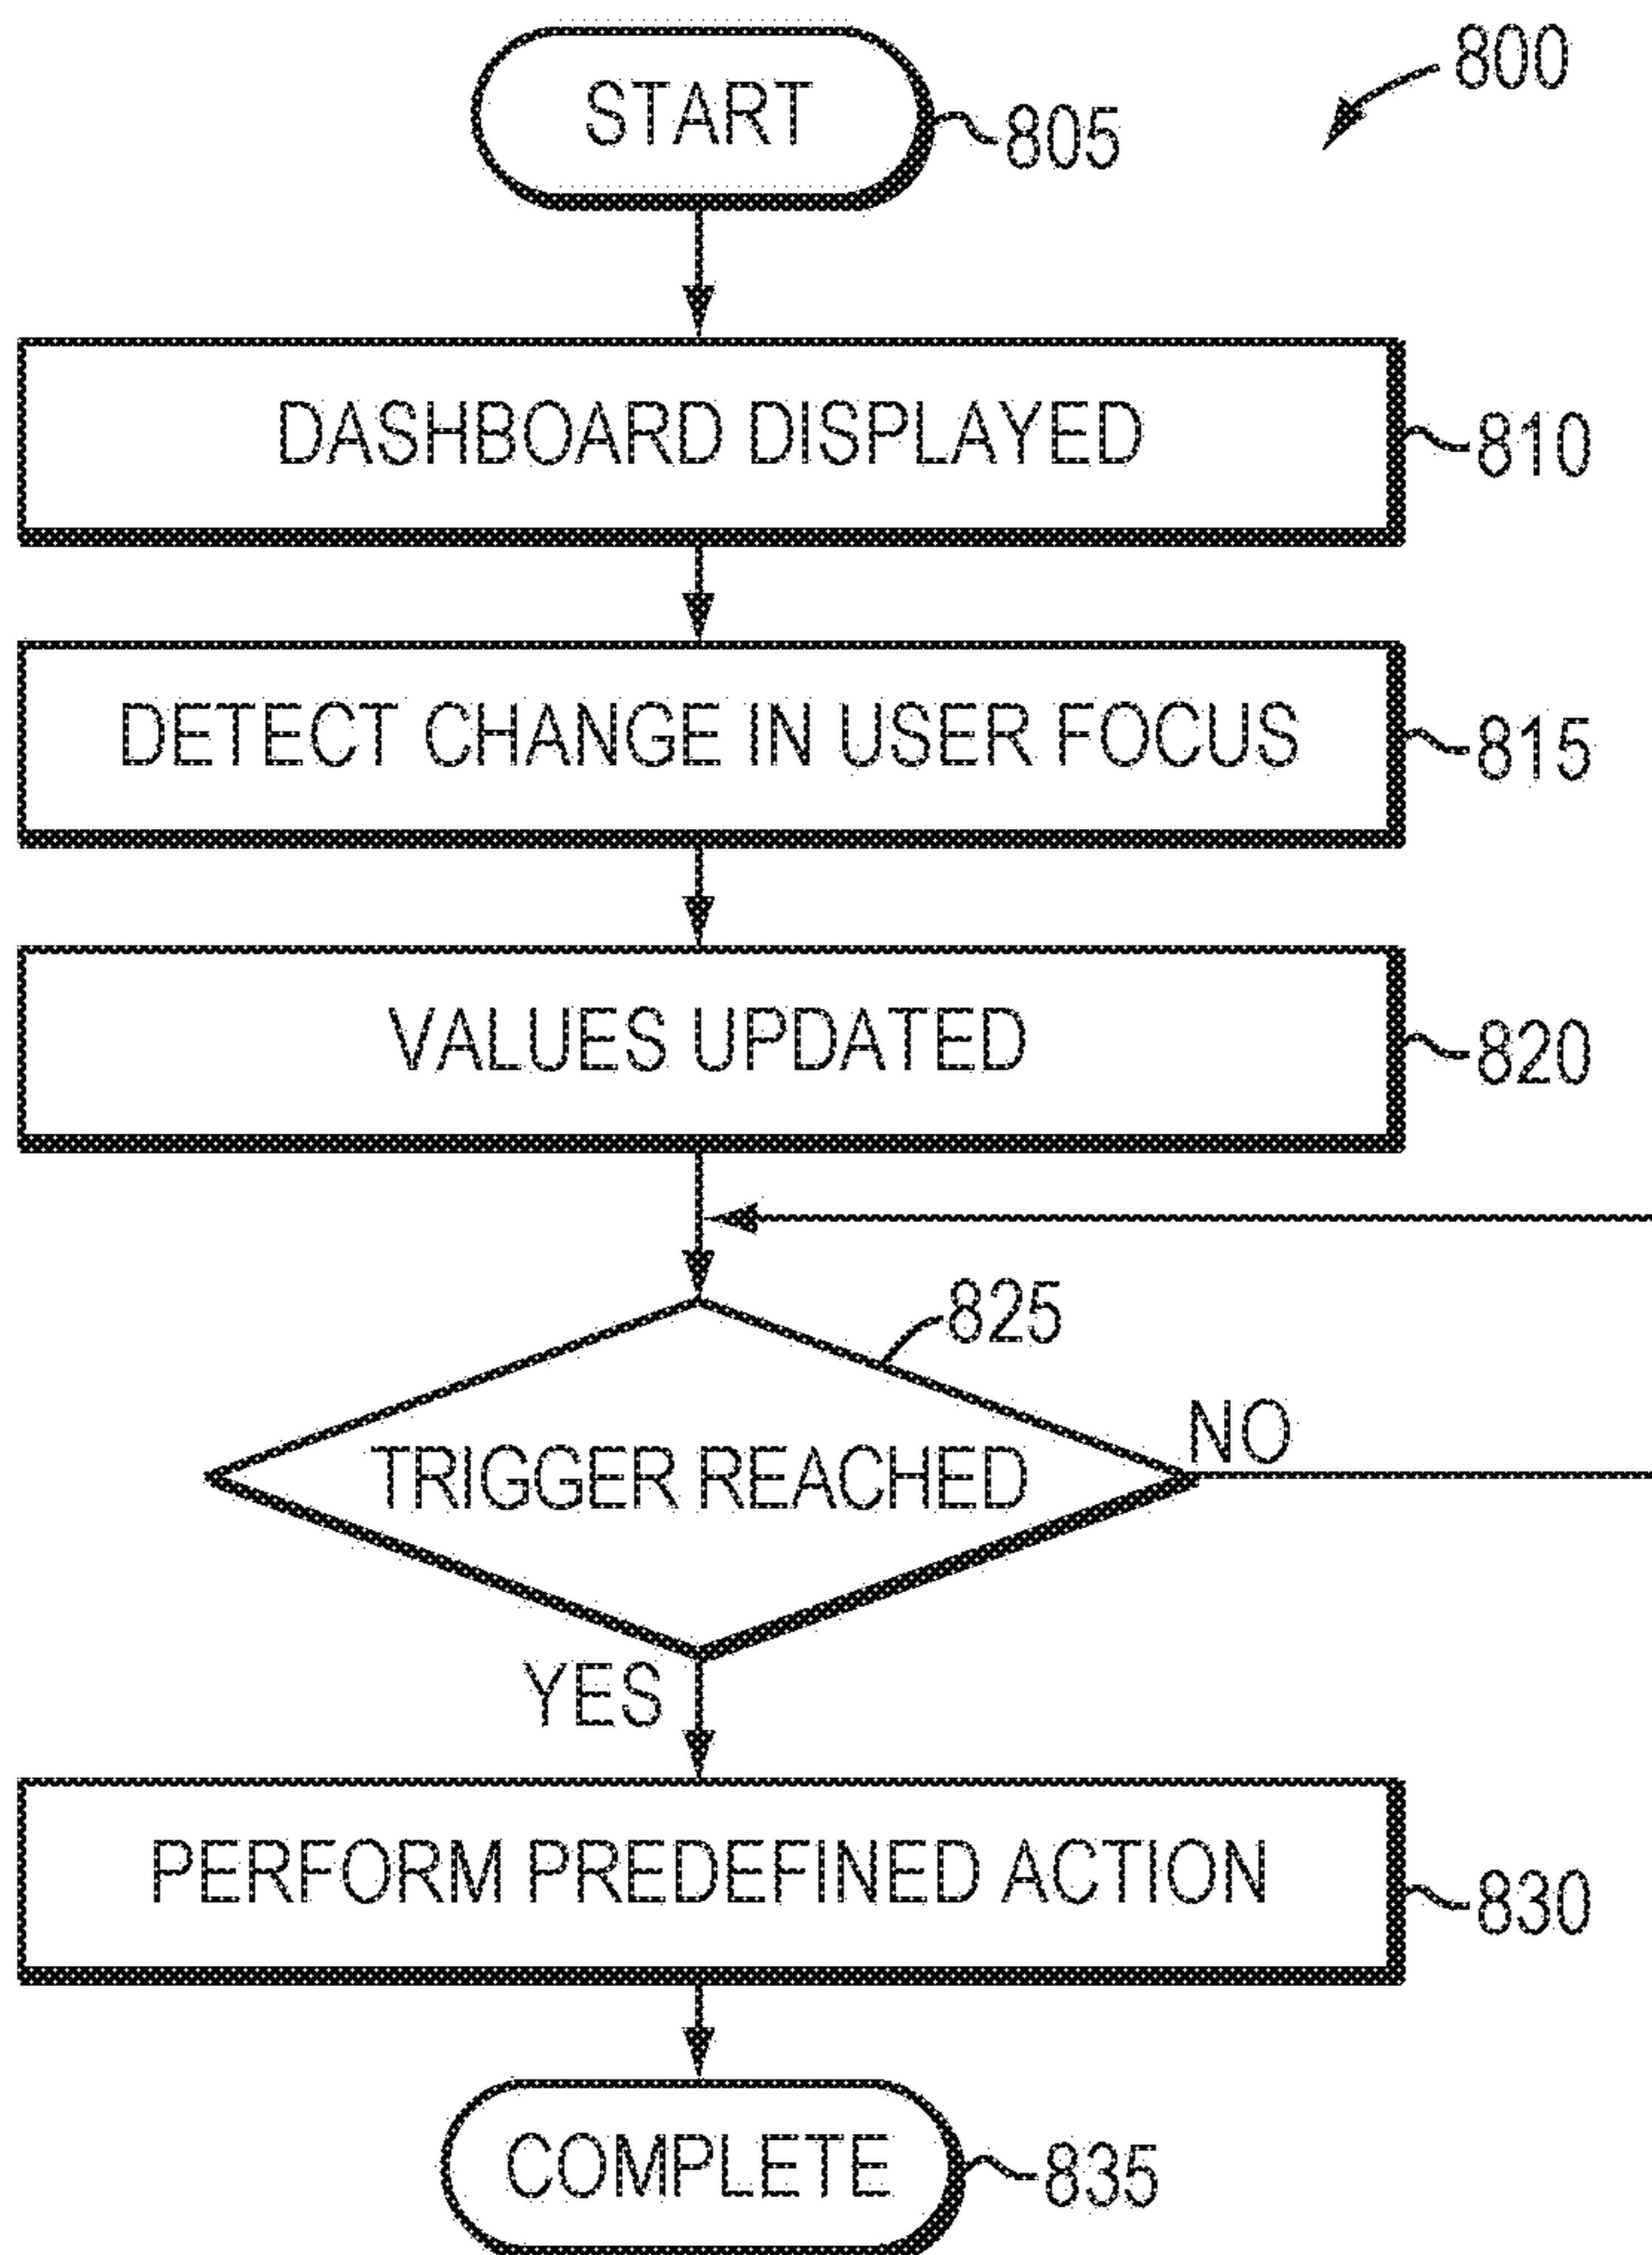 800
START
805
DASHBOARD DISPLAYED
810
DETECT CHANGE IN USER FOCUS
815
VALUES UPDATED
820
825
TRIGGER REACHED
NO
YES
PERFORM PREDEFINED ACTION
830
COMPLETE
835